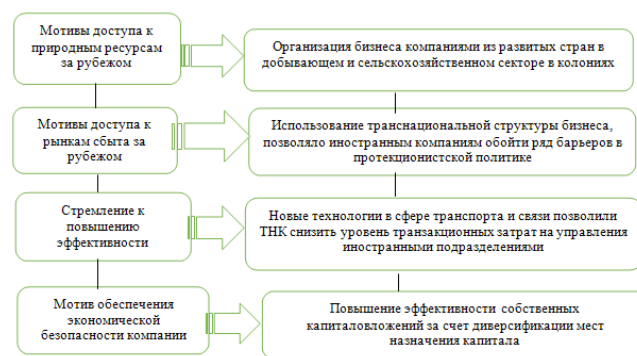 Мотивы доступа к
природным ресурсам
за рубежом
Организация бизнеса компаниями из развитых стран в
добывающем и сельскохозяйственном секторе в колониях
Мотивы доступа к
рынкам сбыта за
рубежом
Использование транснациональной структуры бизнеса,
позволяло иностранным компаниям обойти ряд барьеров в
протекционистской политике
Стремление к
повышению
эффективности
Новые технологии в сфере транспорта и связи позволили
ТНК снизить уровень транзакционных затрат на управления
иностранными подразделениями
Мотив обеспечения
экономической
безопасности компании
Повышение эффективности собственных
капиталовложений за счет диверсификации мест
назначения капитала